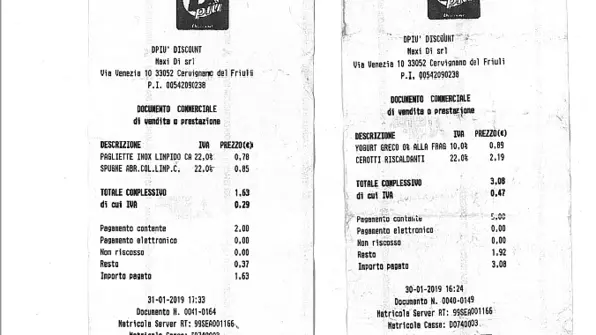 DPIU' DISCOUNT
Maxi Di srl
Via Venezia 10 33052 Cervignano del Friuli
P.I. 00542090238
DOCUMENTO COMMERCIALE
di vendita o prestazione
DESCRIZIONE IVA PREZZO(€)
PAGLIETTE INOX LIMPIDO CA 22,0% 0,78
SPUGNE ABR.COL.LIMP.C. 22,0% 0,85
TOTALE COMPLESSIVO 1,63
di cui IVA 0,29
Pagamento contante 2,00
Pagamento elettronico 0,00
Non riscosso 0,00
Resto 0,37
Importo pagato 1,63
31-01-2019 17:33
Documento N. 0041-0164
Matricola Server RT: 99SEA001166
DPIU' DISCOUNT
Maxi Di srl
Via Venezia 10 33052 Cervignano del Friuli
P.I. 00542090238
DOCUMENTO COMMERCIALE
di vendita o prestazione
DESCRIZIONE IVA PREZZO(€)
YOGURT GRECO 0% ALLA FRAG 10,0% 0,89
CEROTTI RISCALDANTI 22,0% 2,19
TOTALE COMPLESSIVO 3,08
di cui IVA 0,47
Pagamento contante 5,00
Pagamento elettronico 0,00
Non riscosso 0,00
Resto 1,92
Importo pagato 3,08
30-01-2019 16:24
Documento N. 0040-0149
Matricola Server RT: 99SEA001166
Matricola Cassa: D0740003